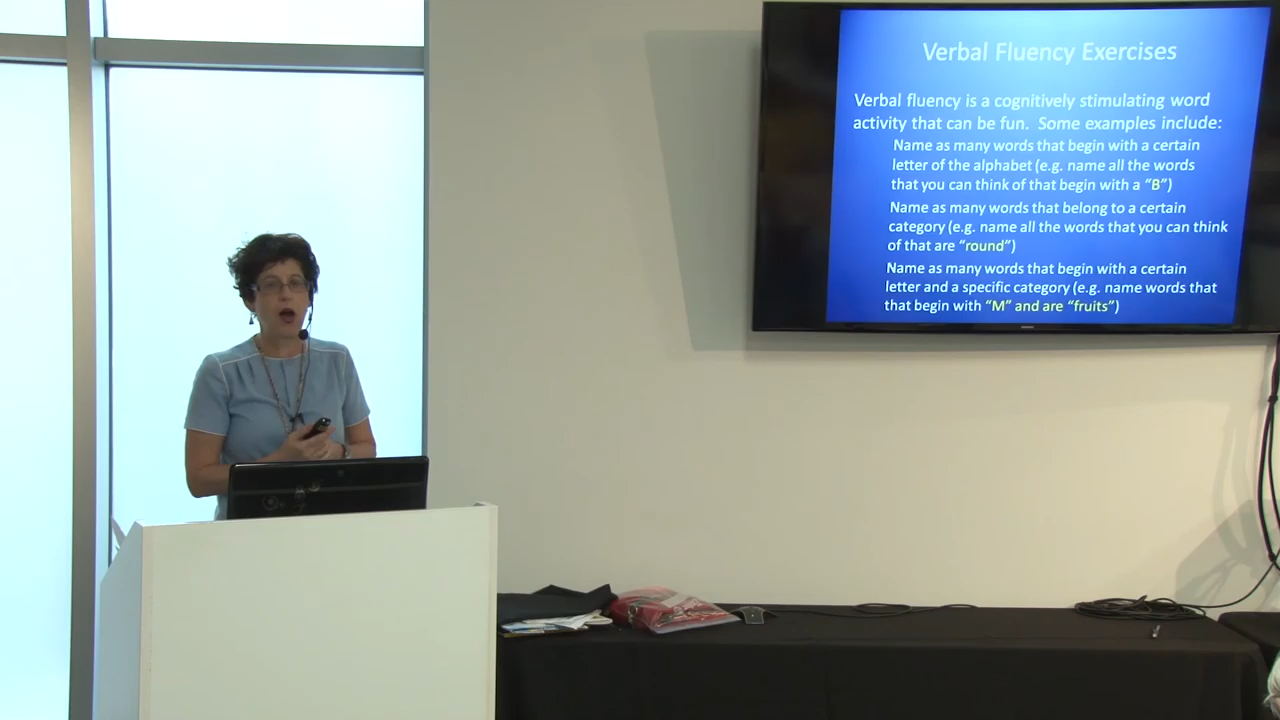 Verbal Fluency Exercises
Verbal fluency is a cognitively stimulating word
activity that can be fun. Some examples include:
Name as many words that begin with a certain
letter of the alphabet (e.g. name all the words
that you can think of that begin with a “B”)
Name as many words that belong to a certain
category (e.g. name all the words that you can think
of that are “round”)
Name as many words that begin with a certain
letter and a specific category (e.g. name words that
that begin with “M” and are “fruits”)